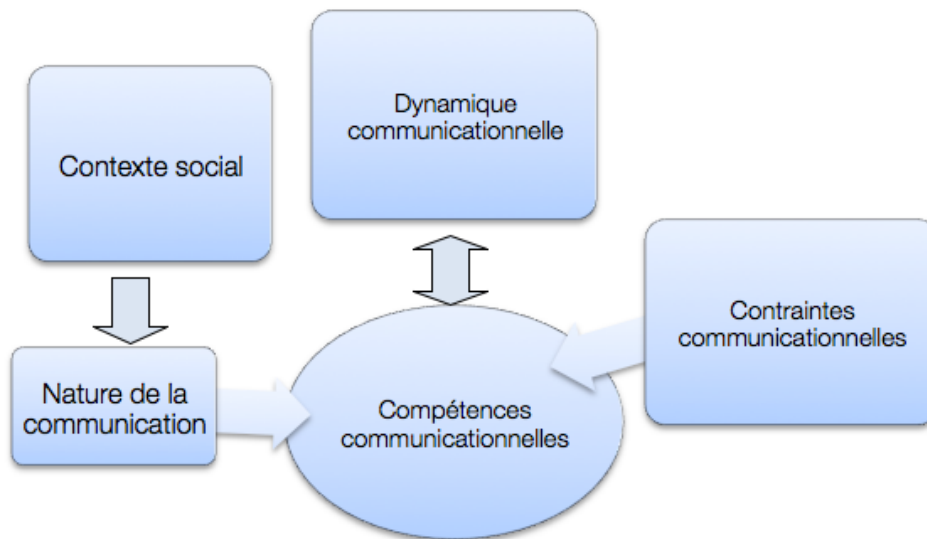 Dynamique
communicationnelle
Contexte social
Contraintes
communicationnelles
Nature de la
communication
Compétences
communicationnelles